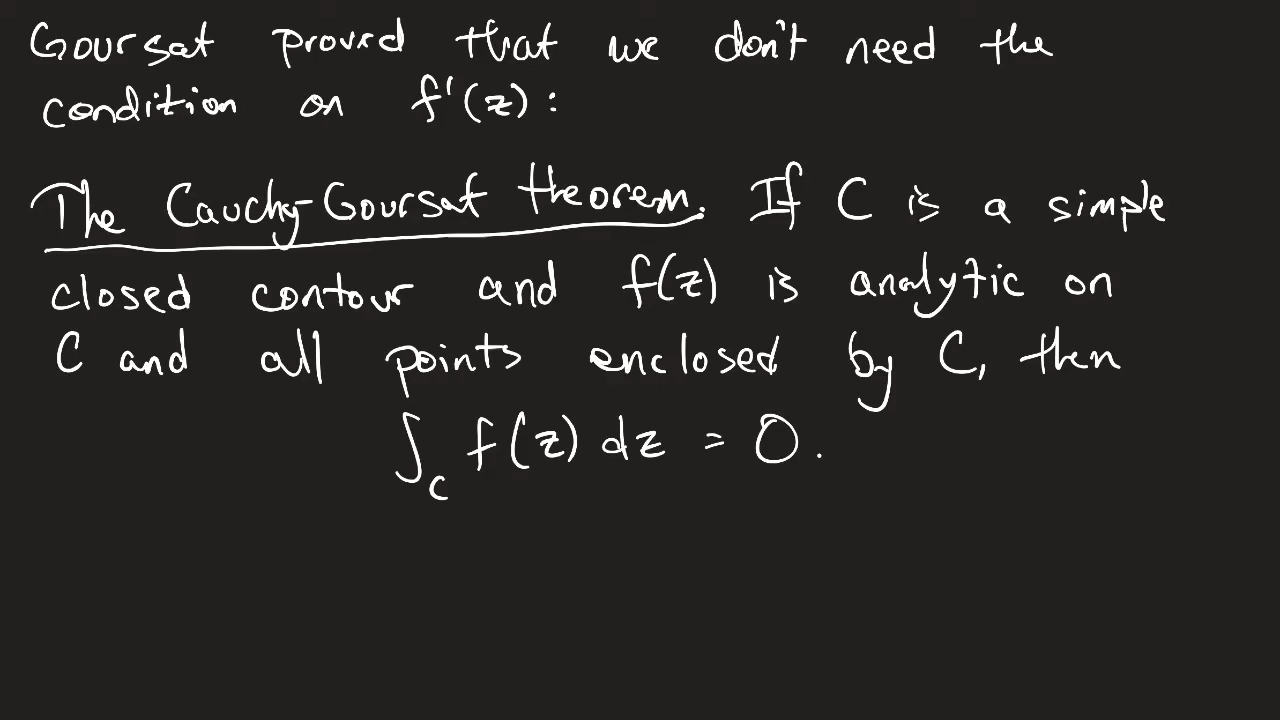 Goursat proved that we don't need the
condition on f'(z):
The Cauchy-Goursat theorem. If C is a simple
closed contour and f(z) is analytic on
C and all points enclosed by C, then
∫_C f(z) dz = 0.